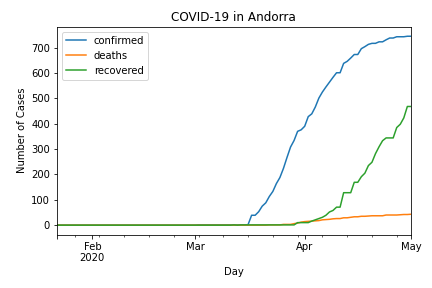 COVID-19 in Andorra
confirmed
deaths
recovered
Number of Cases
700
600
500
400
300
200
100
0
Feb
2020
Mar
Apr
May
Day